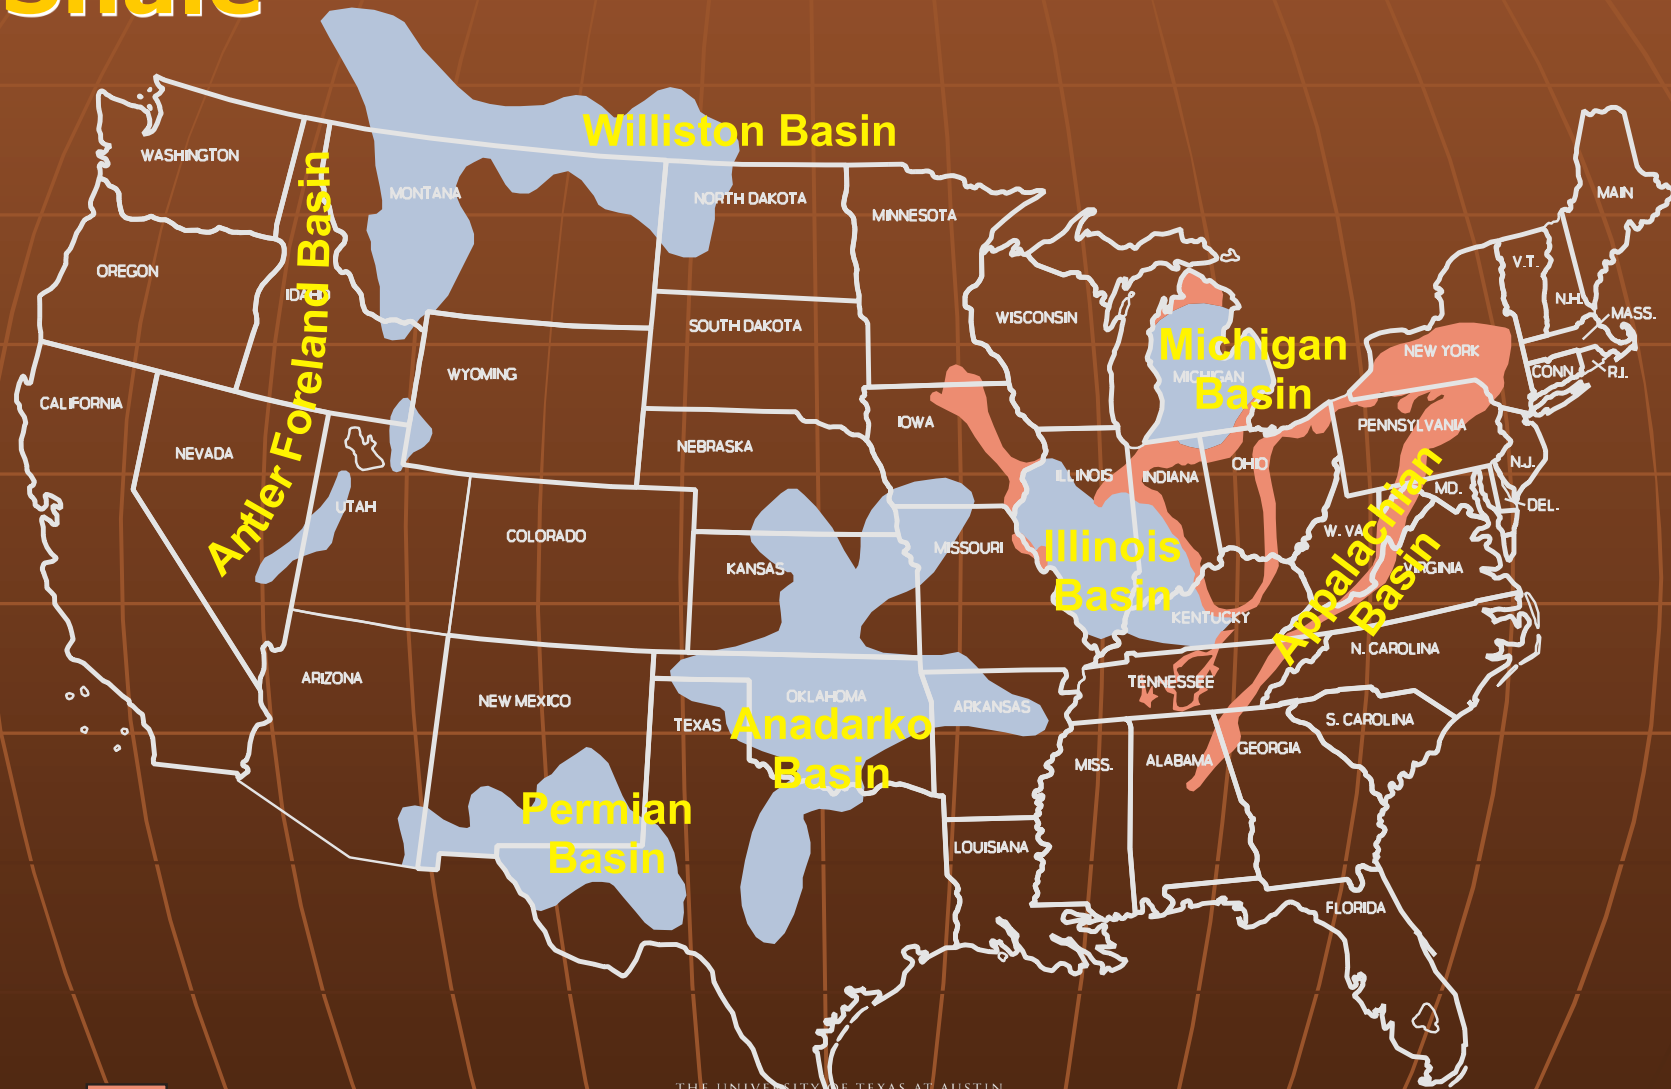 Shale
Williston Basin
WASHINGTON
MONTANA
NORTH DAKOTA
MINNESOTA
MAIN
OREGON
IDAHO
Antler Foreland Basin
V.T.
N.H.
MASS.
SOUTH DAKOTA
WISCONSIN
Michigan
Basin
MICHIGAN
NEW YORK
CONN.
R.I.
WYOMING
CALIFORNIA
IOWA
PENNSYLVANIA
NEVADA
NEBRASKA
ILLINOIS
INDIANA
OHIO
N.J.
MD.
DEL.
UTAH
COLORADO
KANSAS
MISSOURI
Illinois
Basin
W. VA
VIRGINIA
Appalachian
Basin
KENTUCKY
N. CAROLINA
ARIZONA
NEW MEXICO
OKLAHOMA
TENNESSEE
ARKANSAS
TEXAS
Anadarko
Basin
S. CAROLINA
MISS.
ALABAMA
GEORGIA
Permian
Basin
LOUISIANA
FLORIDA
THE UNIVERSITY OF TEXAS AT AUSTIN